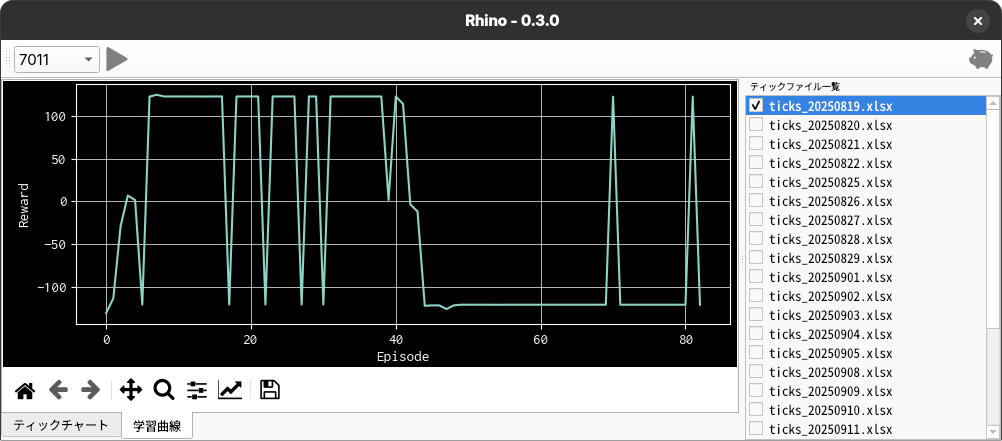 Rhino - 0.3.0
7011
ティックファイル一覧
ticks_20250819.xlsx
ticks_20250820.xlsx
ticks_20250821.xlsx
ticks_20250822.xlsx
ticks_20250825.xlsx
ticks_20250826.xlsx
ticks_20250827.xlsx
ticks_20250828.xlsx
ticks_20250829.xlsx
ticks_20250901.xlsx
ticks_20250902.xlsx
ticks_20250903.xlsx
ticks_20250904.xlsx
ticks_20250905.xlsx
ticks_20250908.xlsx
ticks_20250909.xlsx
ticks_20250910.xlsx
ticks_20250911.xlsx
Reward
100
50
0
−50
−100
0 20 40 60 80
Episode
ティックチャート 学習曲線